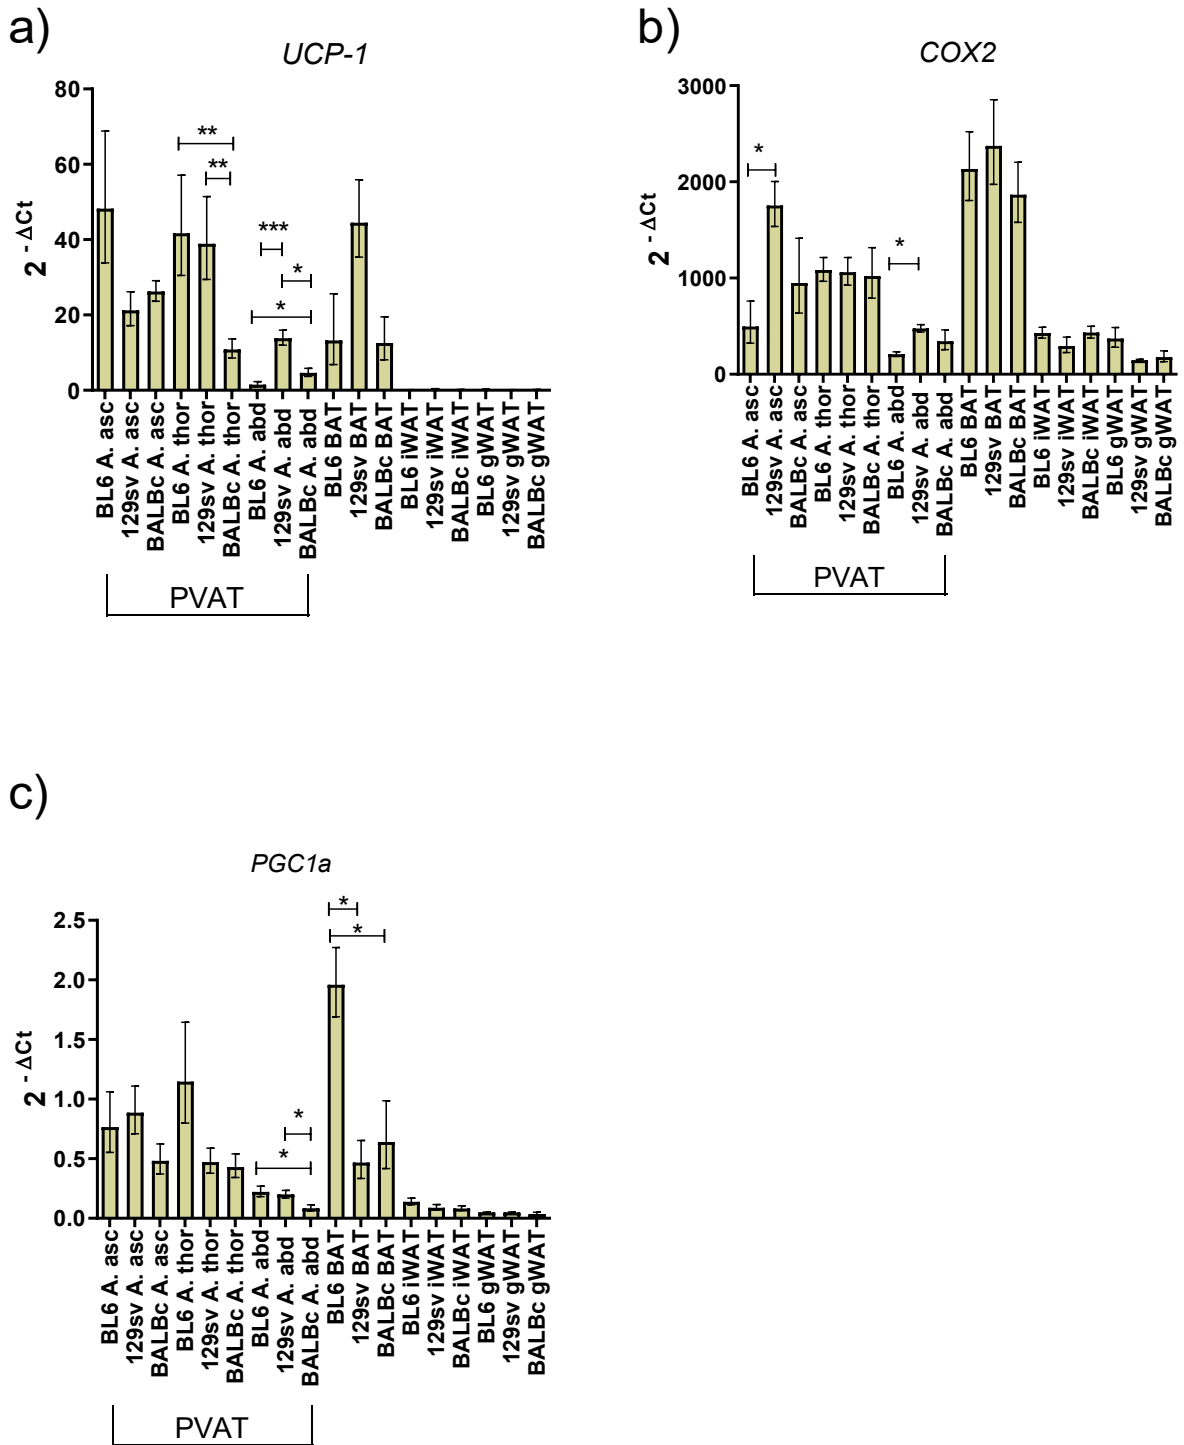 a)
UCP-1
80
60
40
20
0
2 - ΔCt
**
**
***
*
*
BL6 A. asc
129sv A. asc
BALBc A. asc
BL6 A. thor
129sv A. thor
BALBc A. thor
BL6 A. abd
129sv A. abd
BALBc A. abd
BL6 BAT
129sv BAT
BALBc BAT
BL6 iWAT
129sv iWAT
BALBc iWAT
BL6 gWAT
129sv gWAT
BALBc gWAT
PVAT
b)
COX2
3000
2000
1000
0
2 - ΔCt
*
*
BL6 A. asc
129sv A. asc
BALBc A. asc
BL6 A. thor
129sv A. thor
BALBc A. thor
BL6 A. abd
129sv A. abd
BALBc A. abd
BL6 BAT
129sv BAT
BALBc BAT
BL6 iWAT
129sv iWAT
BALBc iWAT
BL6 gWAT
129sv gWAT
BALBc gWAT
PVAT
c)
PGC1a
2.5
2.0
1.5
1.0
0.5
0.0
2 - ΔCt
*
*
*
*
BL6 A. asc
129sv A. asc
BALBc A. asc
BL6 A. thor
129sv A. thor
BALBc A. thor
BL6 A. abd
129sv A. abd
BALBc A. abd
BL6 BAT
129sv BAT
BALBc BAT
BL6 iWAT
129sv iWAT
BALBc iWAT
BL6 gWAT
129sv gWAT
BALBc gWAT
PVAT